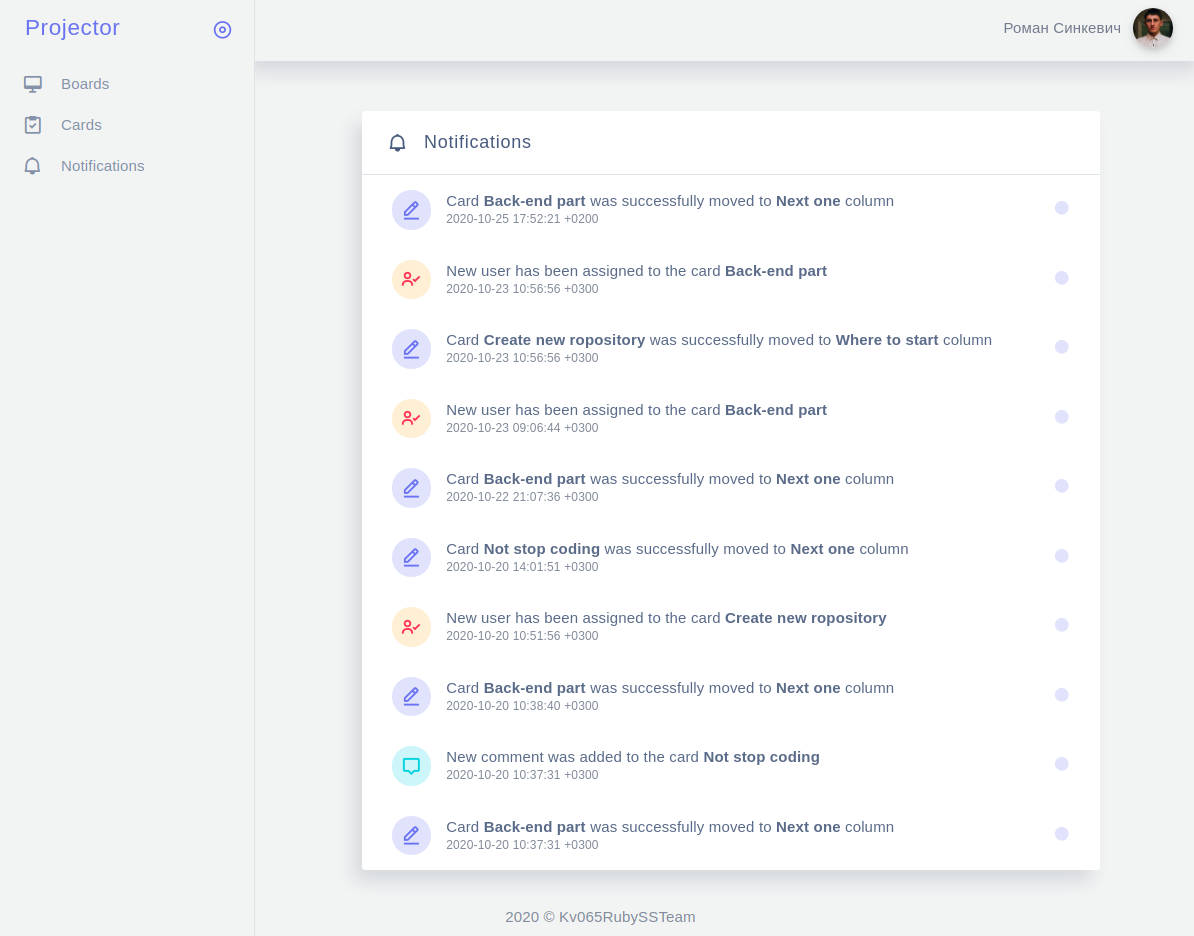 Projector
Роман Синкевич
Boards
Cards
Notifications
Notifications
Card Back-end part was successfully moved to Next one column
2020-10-25 17:52:21 +0200
New user has been assigned to the card Back-end part
2020-10-23 10:56:56 +0300
Card Create new ropository was successfully moved to Where to start column
2020-10-23 10:56:56 +0300
New user has been assigned to the card Back-end part
2020-10-23 09:06:44 +0300
Card Back-end part was successfully moved to Next one column
2020-10-22 21:07:36 +0300
Card Not stop coding was successfully moved to Next one column
2020-10-20 14:01:51 +0300
New user has been assigned to the card Create new ropository
2020-10-20 10:51:56 +0300
Card Back-end part was successfully moved to Next one column
2020-10-20 10:38:40 +0300
New comment was added to the card Not stop coding
2020-10-20 10:37:31 +0300
Card Back-end part was successfully moved to Next one column
2020-10-20 10:37:31 +0300
2020 © Kv065RubySSTeam